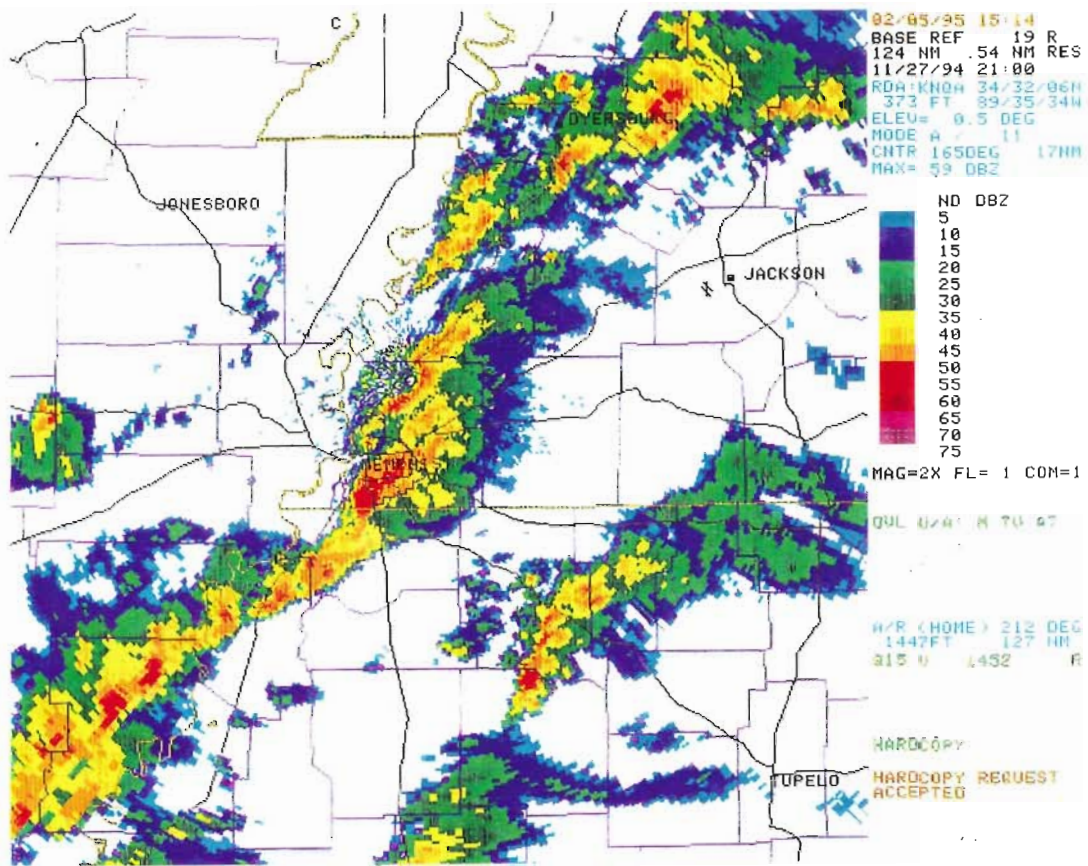 C
DYERSBURG
JONESBORO
JACKSON
MEMPHI
TUPELO
02/05/95 15:14
BASE REF 19 R
124 NM .54 NM RES
11/27/94 21:00
RDA:KNQA 34/32/06N
373 FT 89/35/34W
ELEV= 0.5 DEG
MODE A / 11
CNTR 165DEG 17NM
MAX= 59 DBZ
ND DBZ
5
10
15
20
25
30
35
40
45
50
55
60
65
70
75
MAG=2X FL= 1 COM=1
A/R (HOME) 212 DEG
1447FT 127 NM
Q15 1452 R
HARDCOPY
HARDCOPY REQUEST
ACCEPTED